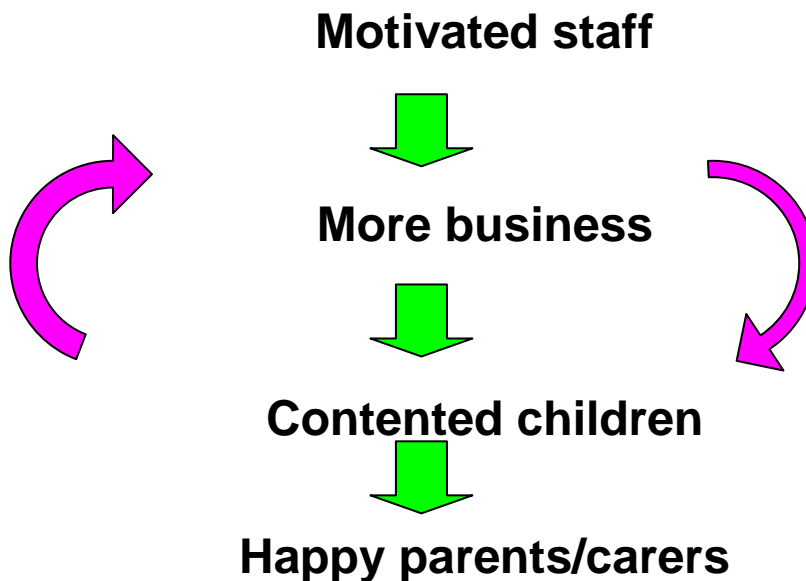 Motivated staff
More business
Contented children
Happy parents/carers